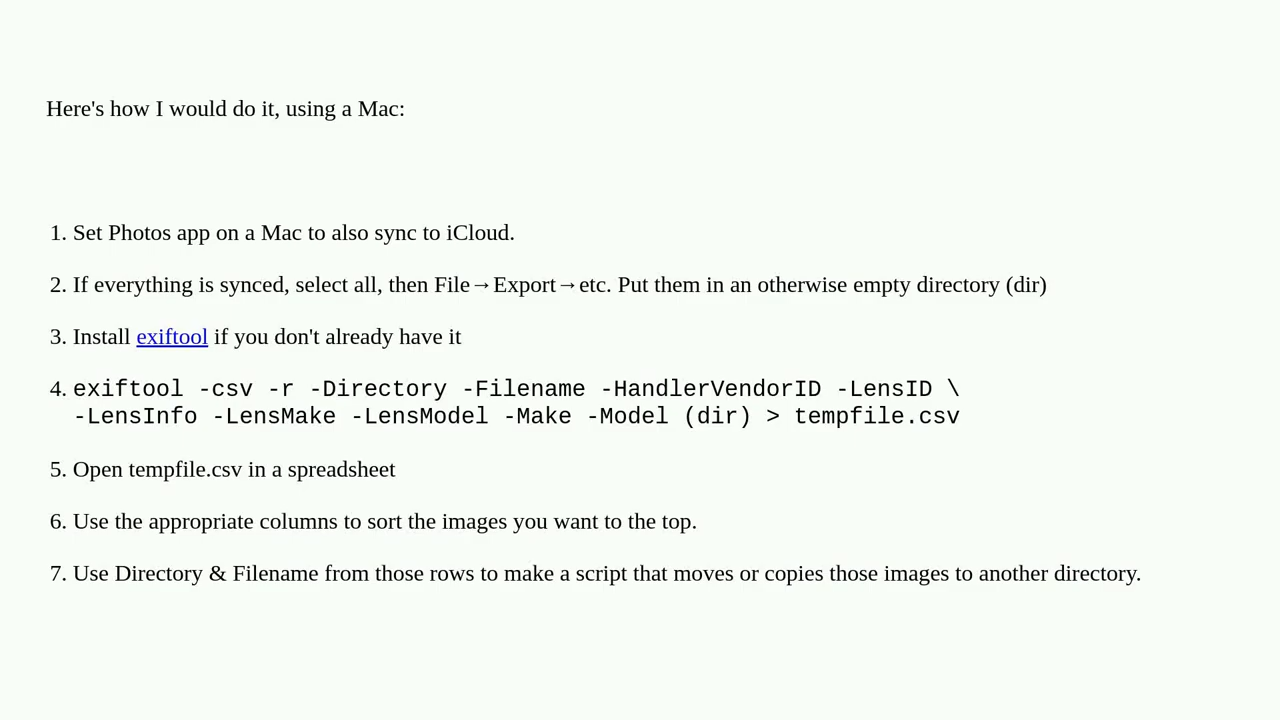 Here's how I would do it, using a Mac:
1. Set Photos app on a Mac to also sync to iCloud.
2. If everything is synced, select all, then File→Export→etc. Put them in an otherwise empty directory (dir)
3. Install exiftool if you don't already have it
4. exiftool -csv -r -Directory -Filename -HandlerVendorID -LensID \
-LensInfo -LensMake -LensModel -Make -Model (dir) > tempfile.csv
5. Open tempfile.csv in a spreadsheet
6. Use the appropriate columns to sort the images you want to the top.
7. Use Directory & Filename from those rows to make a script that moves or copies those images to another directory.